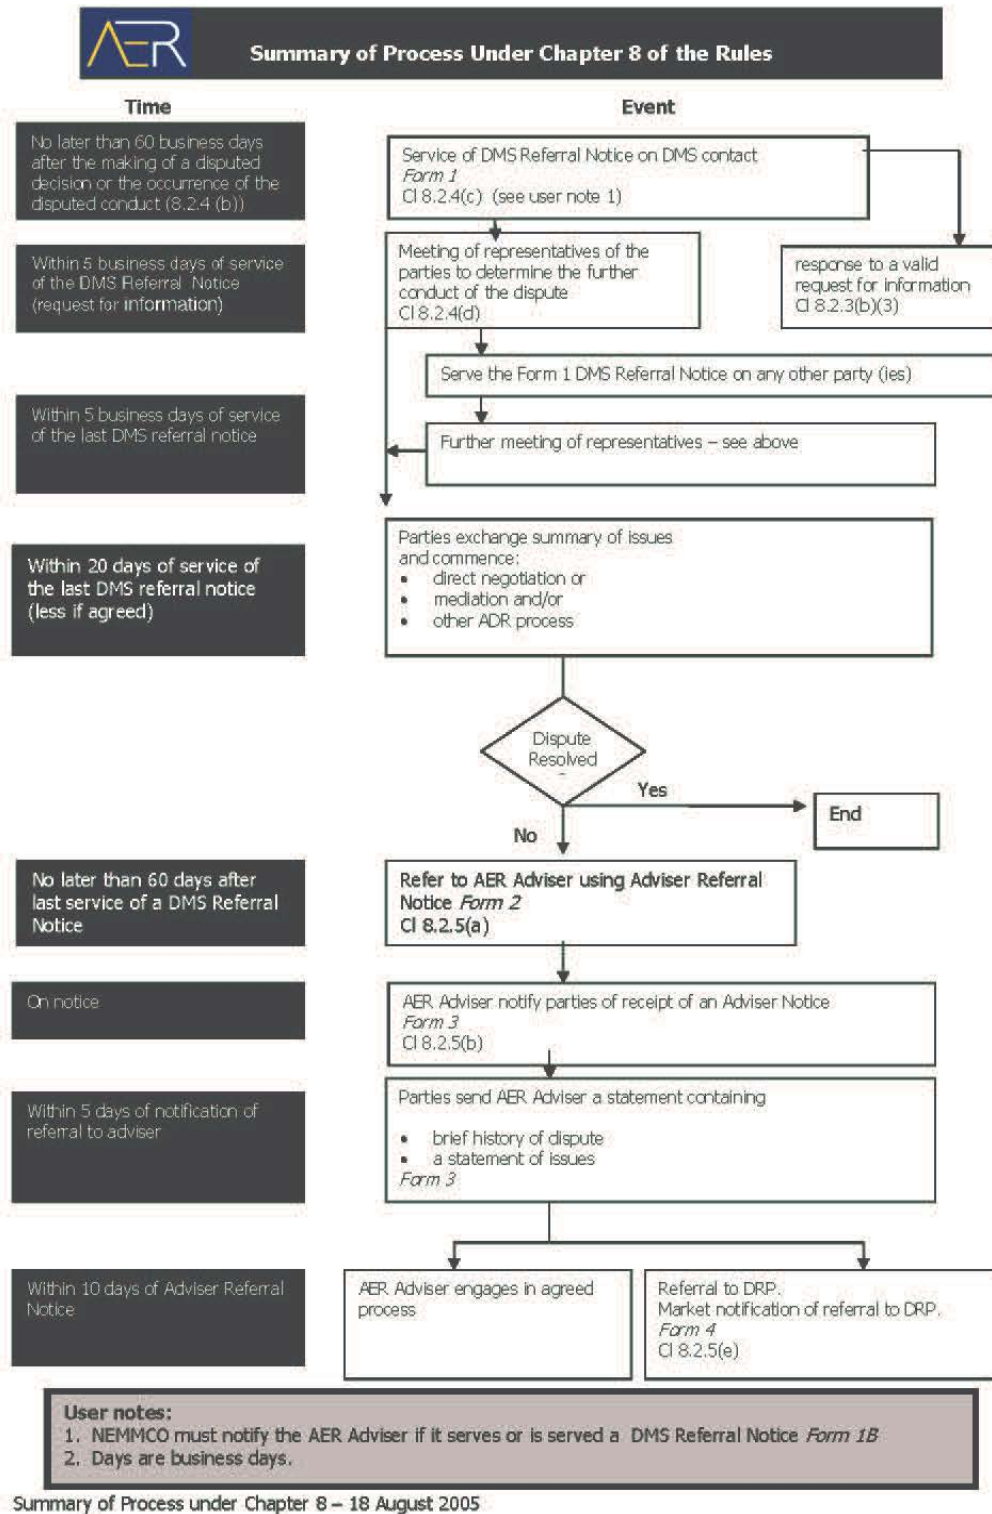 AER
Summary of Process Under Chapter 8 of the Rules
Time
Event
No later than 60 business days
after the making of a disputed
decision or the occurrence of the
disputed conduct (8.2.4 (b))
Service of DMS Referral Notice on DMS contact
Form 1
Cl 8.2.4(c) (see user note 1)
Within 5 business days of service
of the DMS Referral Notice
(request for information)
Meeting of representatives of the
parties to determine the further
conduct of the dispute
Cl 8.2.4(d)
response to a valid
request for information
Cl 8.2.3(b)(3)
Serve the Form 1 DMS Referral Notice on any other party (ies)
Within 5 business days of service
of the last DMS referral notice
Further meeting of representatives – see above
Within 20 days of service of
the last DMS referral notice
(less if agreed)
Parties exchange summary of issues
and commence:
• direct negotiation or
• mediation and/or
• other ADR process
Dispute
Resolved
Yes
End
No
No later than 60 days after
last service of a DMS Referral
Notice
Refer to AER Adviser using Adviser Referral
Notice Form 2
Cl 8.2.5(a)
On notice
AER Adviser notify parties of receipt of an Adviser Notice
Form 3
Cl 8.2.5(b)
Within 5 days of notification of
referral to adviser
Parties send AER Adviser a statement containing
• brief history of dispute
• a statement of issues
Form 3
Within 10 days of Adviser Referral
Notice
AER Adviser engages in agreed
process
Referral to DRP.
Market notification of referral to DRP.
Form 4
Cl 8.2.5(e)
User notes:
1. NEMMCO must notify the AER Adviser if it serves or is served a DMS Referral Notice Form 1B
2. Days are business days.
Summary of Process under Chapter 8 – 18 August 2005